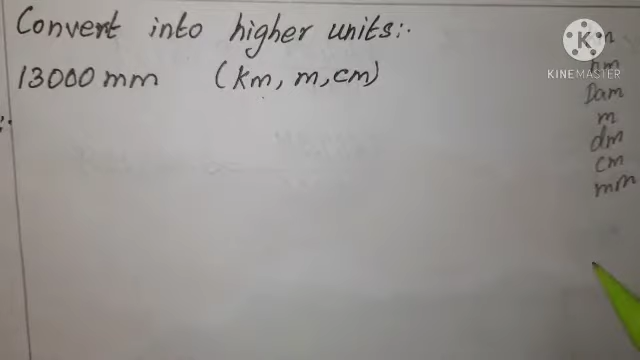 Convert into higher units:.
13000 mm (km, m, cm)
KINEMASTER
hm
Dam
m
dm
cm
mm